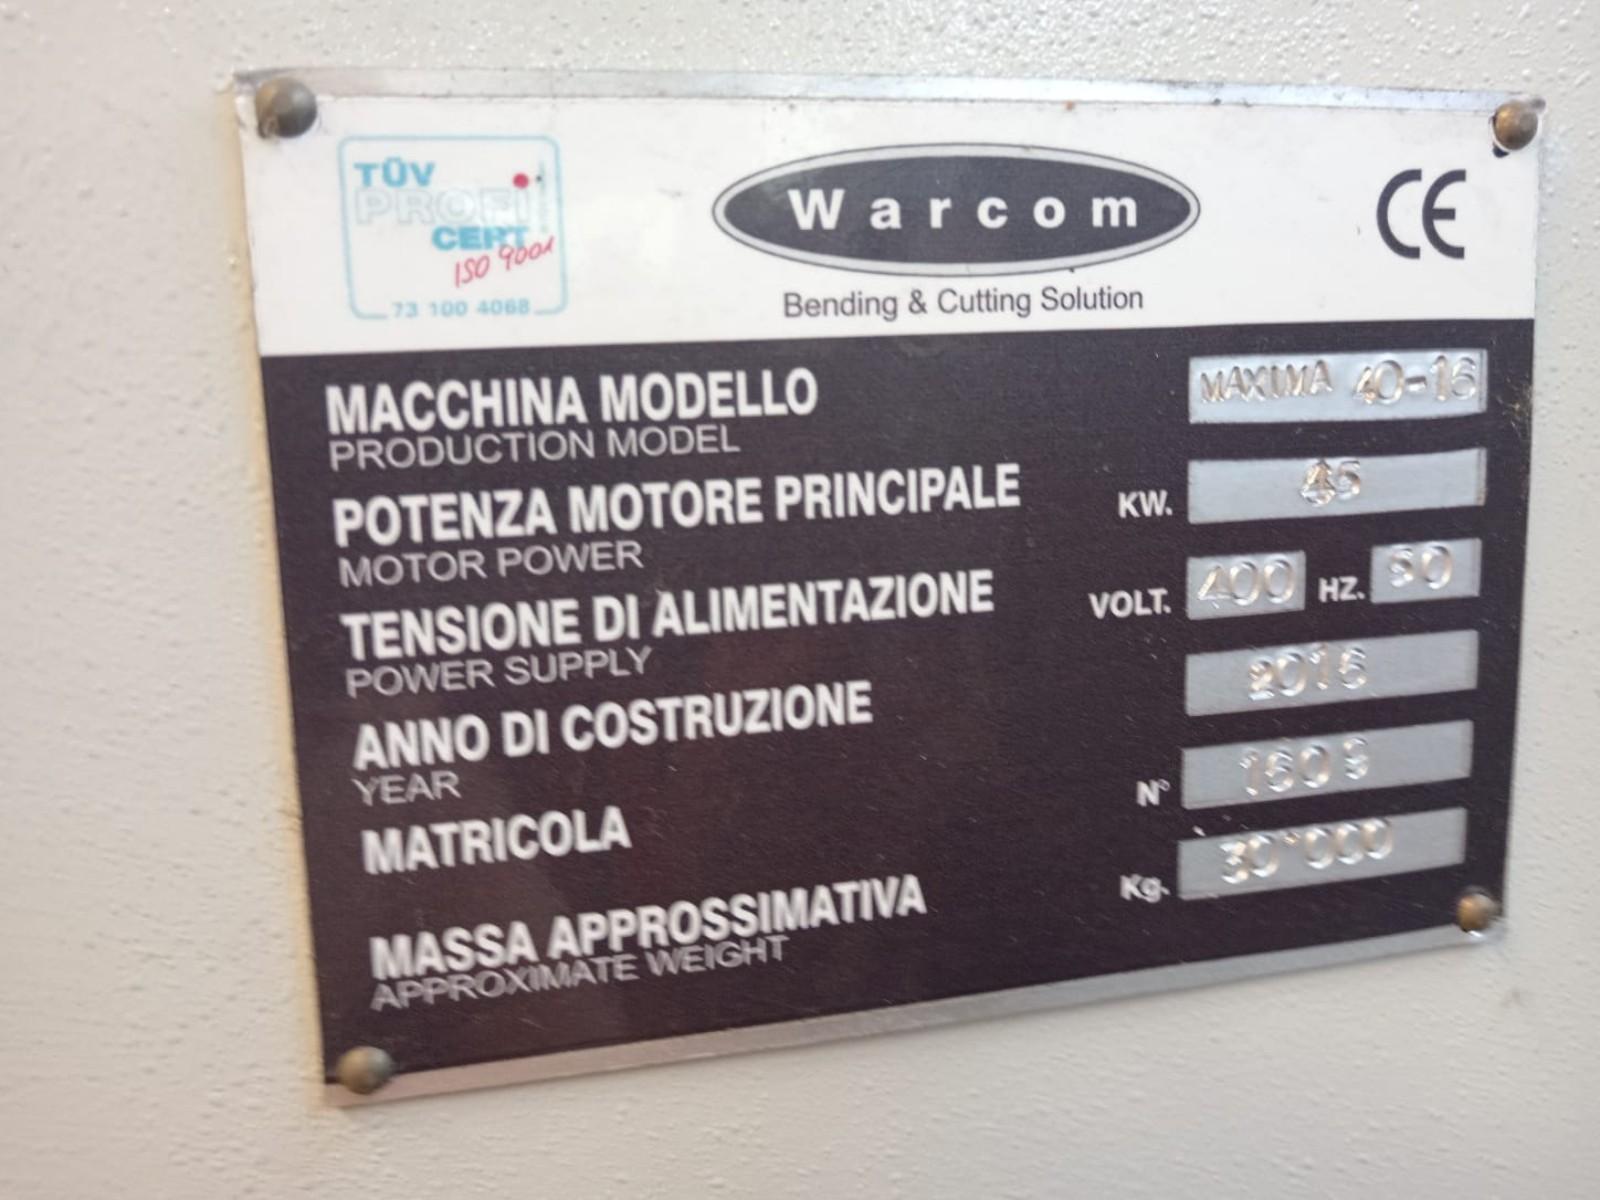 TÜV
PROFI
CERT
ISO 9001
73 100 4068
Warcom
CE
Bending & Cutting Solution
MACCHINA MODELLO MAXIMA 40-16
PRODUCTION MODEL
POTENZA MOTORE PRINCIPALE KW. 45
MOTOR POWER
TENSIONE DI ALIMENTAZIONE VOLT. 400 HZ.
POWER SUPPLY
ANNO DI COSTRUZIONE 2016
YEAR
MATRICOLA N°
MASSA APPROSSIMATIVA Kg. 30'000
APPROXIMATE WEIGHT